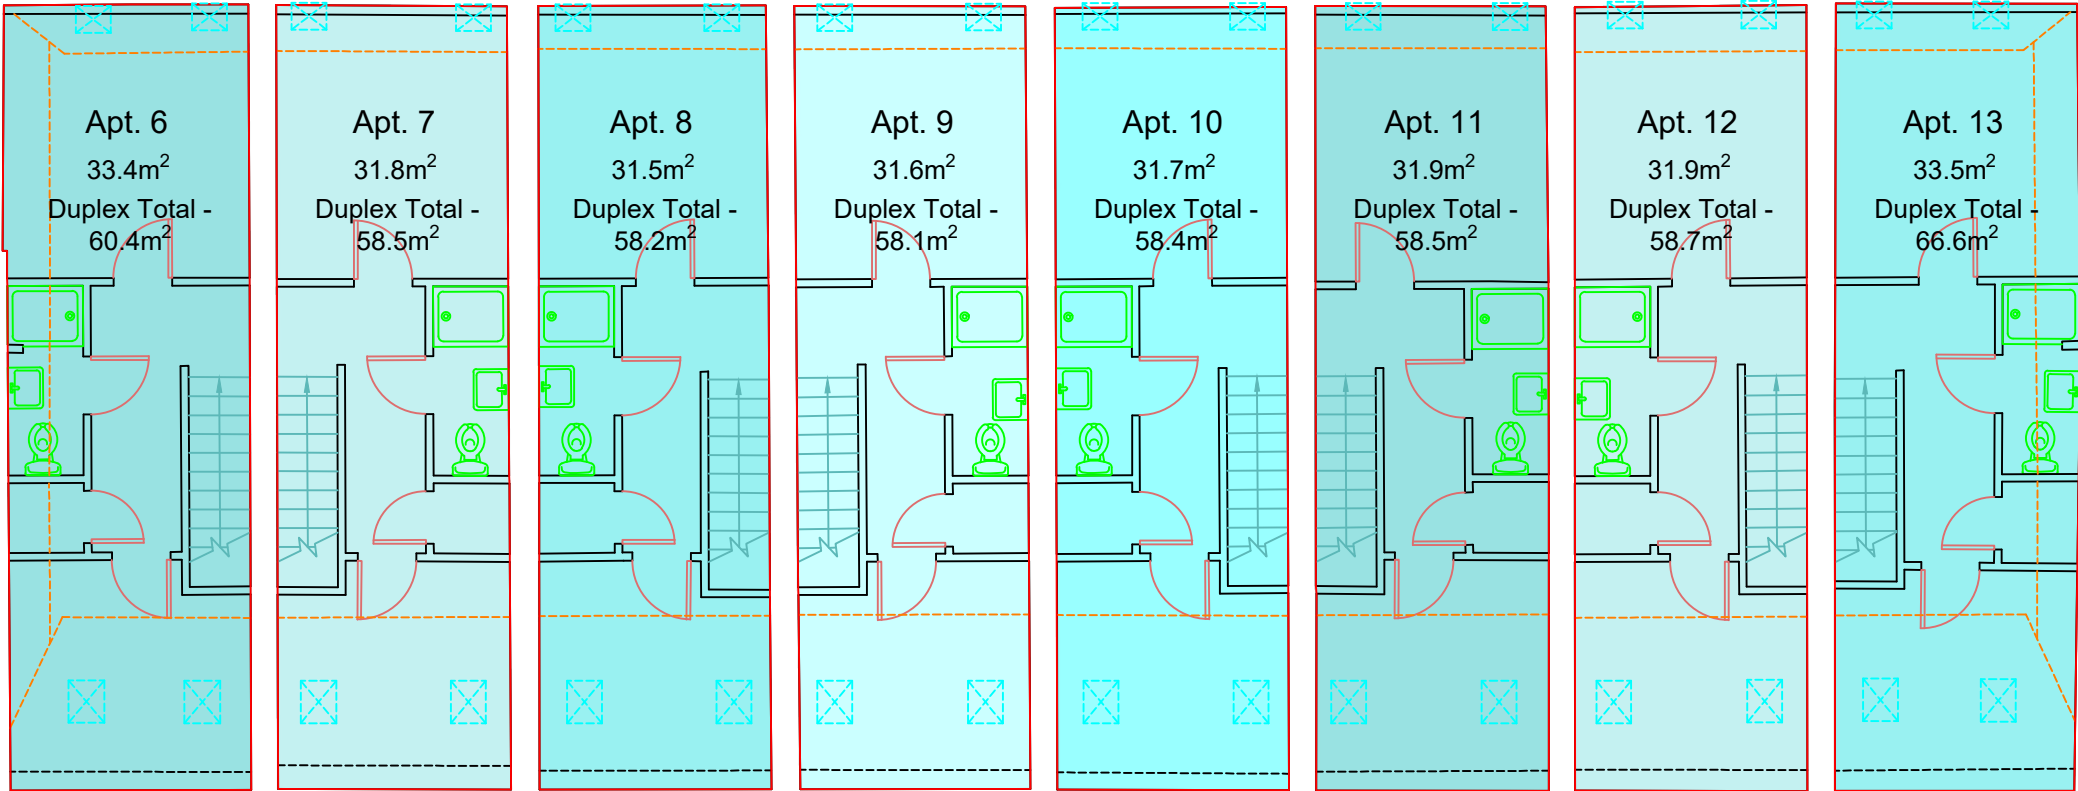 Apt. 6
33.4m²
Duplex Total -
60.4m²
Apt. 7
31.8m²
Duplex Total -
58.5m²
Apt. 8
31.5m²
Duplex Total -
58.2m²
Apt. 9
31.6m²
Duplex Total -
58.1m²
Apt. 10
31.7m²
Duplex Total -
58.4m²
Apt. 11
31.9m²
Duplex Total -
58.5m²
Apt. 12
31.9m²
Duplex Total -
58.7m²
Apt. 13
33.5m²
Duplex Total -
66.6m²